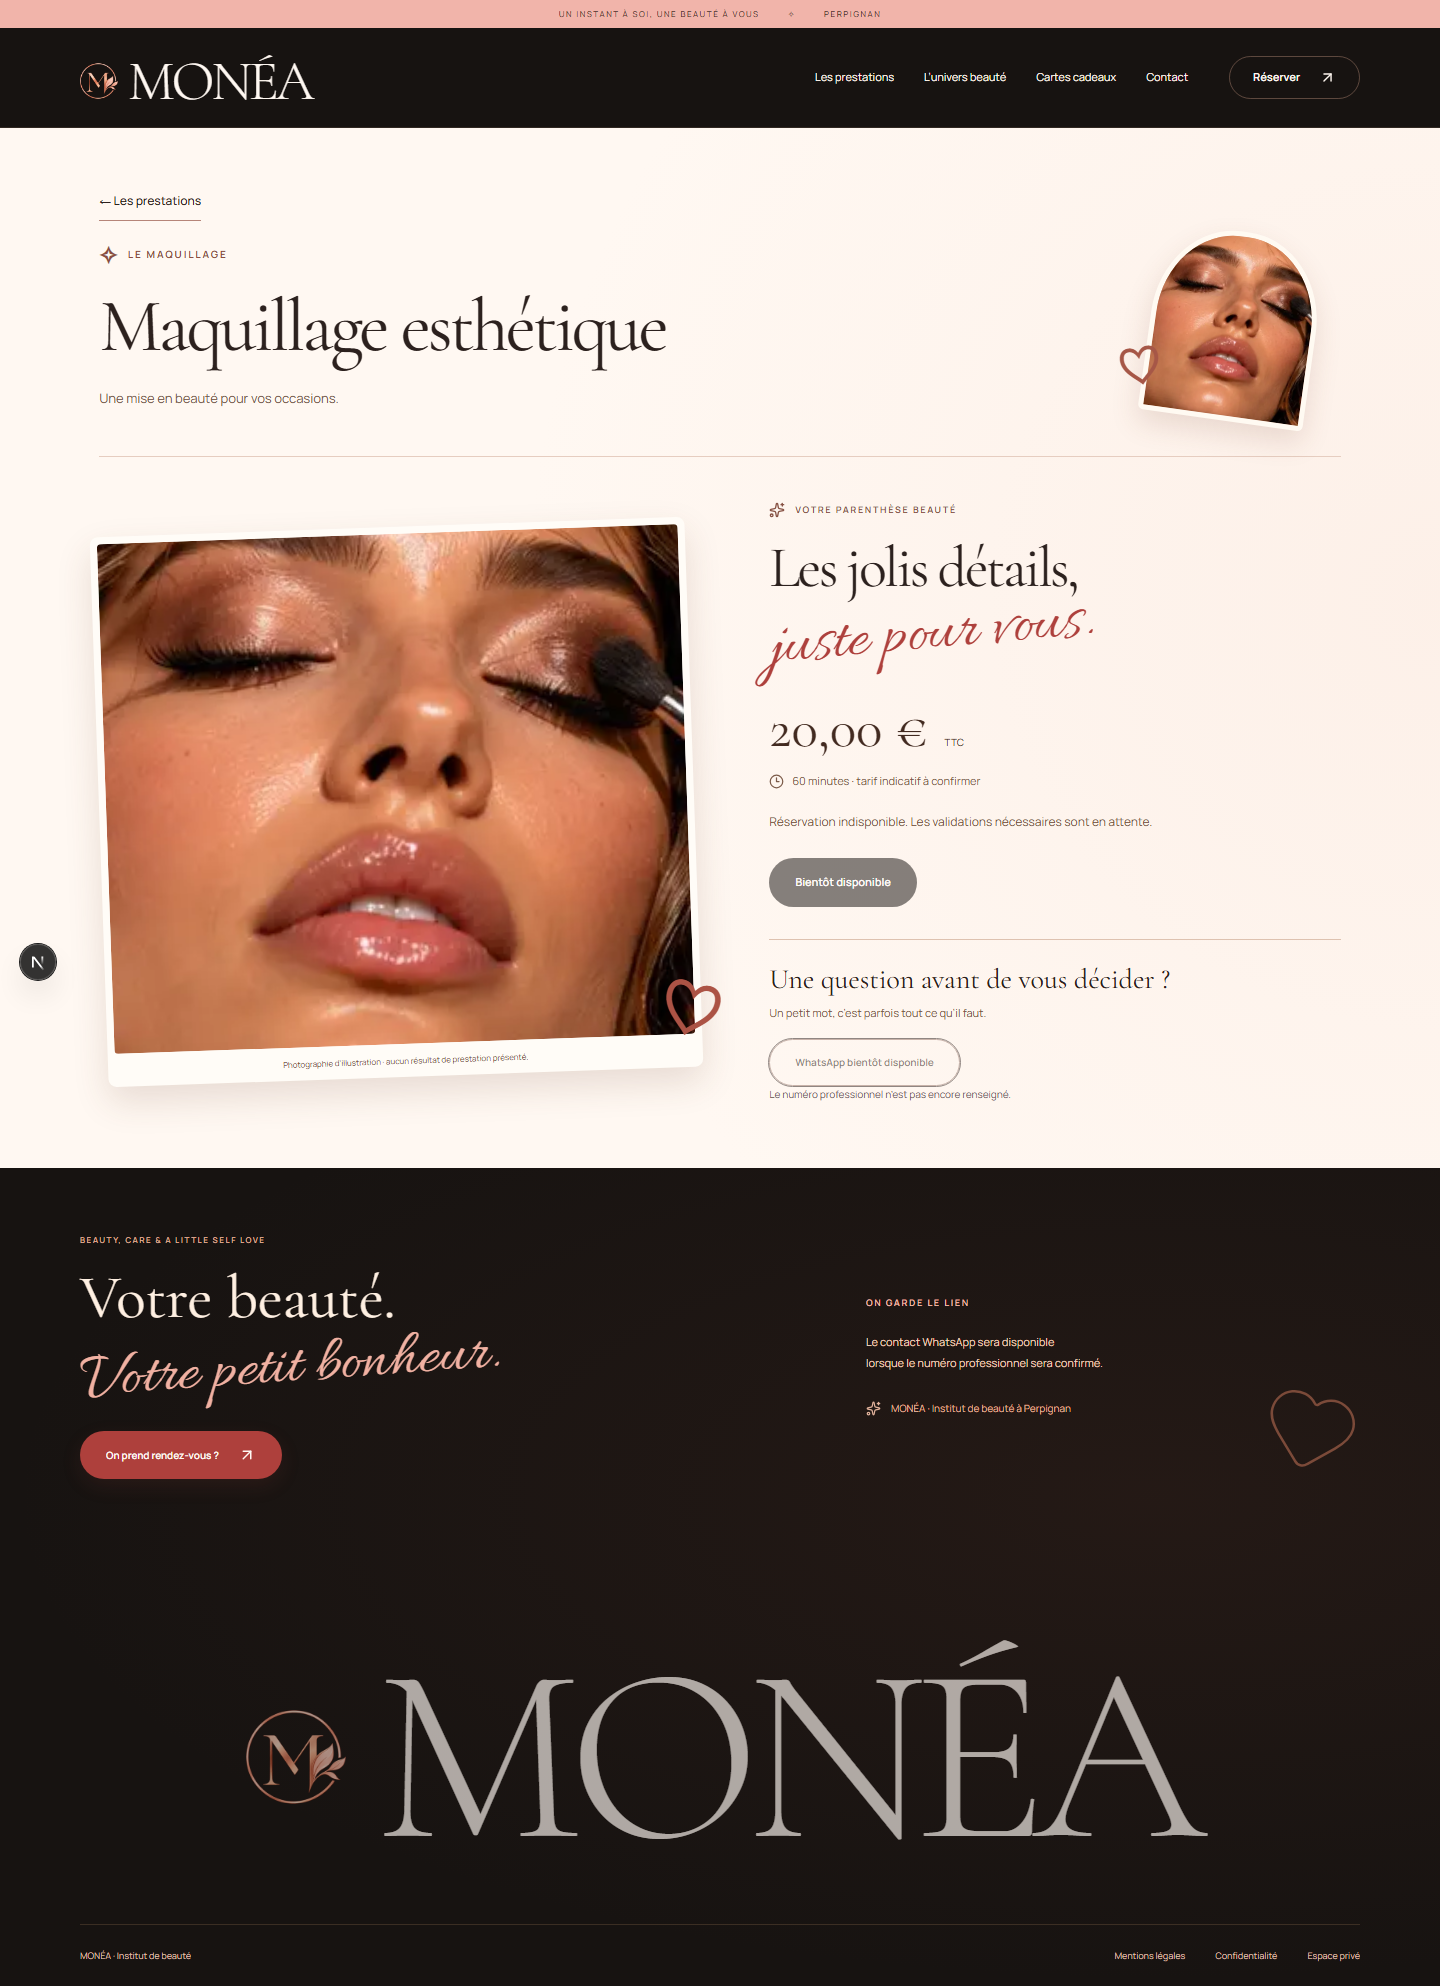 UN INSTANT À SOI, UNE BEAUTÉ À VOUS ✧ PERPIGNAN
M MONÉA
Les prestations L'univers beauté Cartes cadeaux Contact Réserver
← Les prestations
LE MAQUILLAGE
Maquillage esthétique
Une mise en beauté pour vos occasions.
Photographie d'illustration · aucun résultat de prestation présenté.
VOTRE PARENTHÈSE BEAUTÉ
Les jolis détails,
juste pour vous.
20,00 € TTC
60 minutes · tarif indicatif à confirmer
Réservation indisponible. Les validations nécessaires sont en attente.
Bientôt disponible
Une question avant de vous décider ?
Un petit mot, c'est parfois tout ce qu'il faut.
WhatsApp bientôt disponible
Le numéro professionnel n'est pas encore renseigné.
N
BEAUTY, CARE & A LITTLE SELF LOVE
Votre beauté.
Votre petit bonheur.
On prend rendez-vous ?
ON GARDE LE LIEN
Le contact WhatsApp sera disponible
lorsque le numéro professionnel sera confirmé.
MONÉA · Institut de beauté à Perpignan
M MONÉA
MONÉA · Institut de beauté
Mentions légales Confidentialité Espace privé